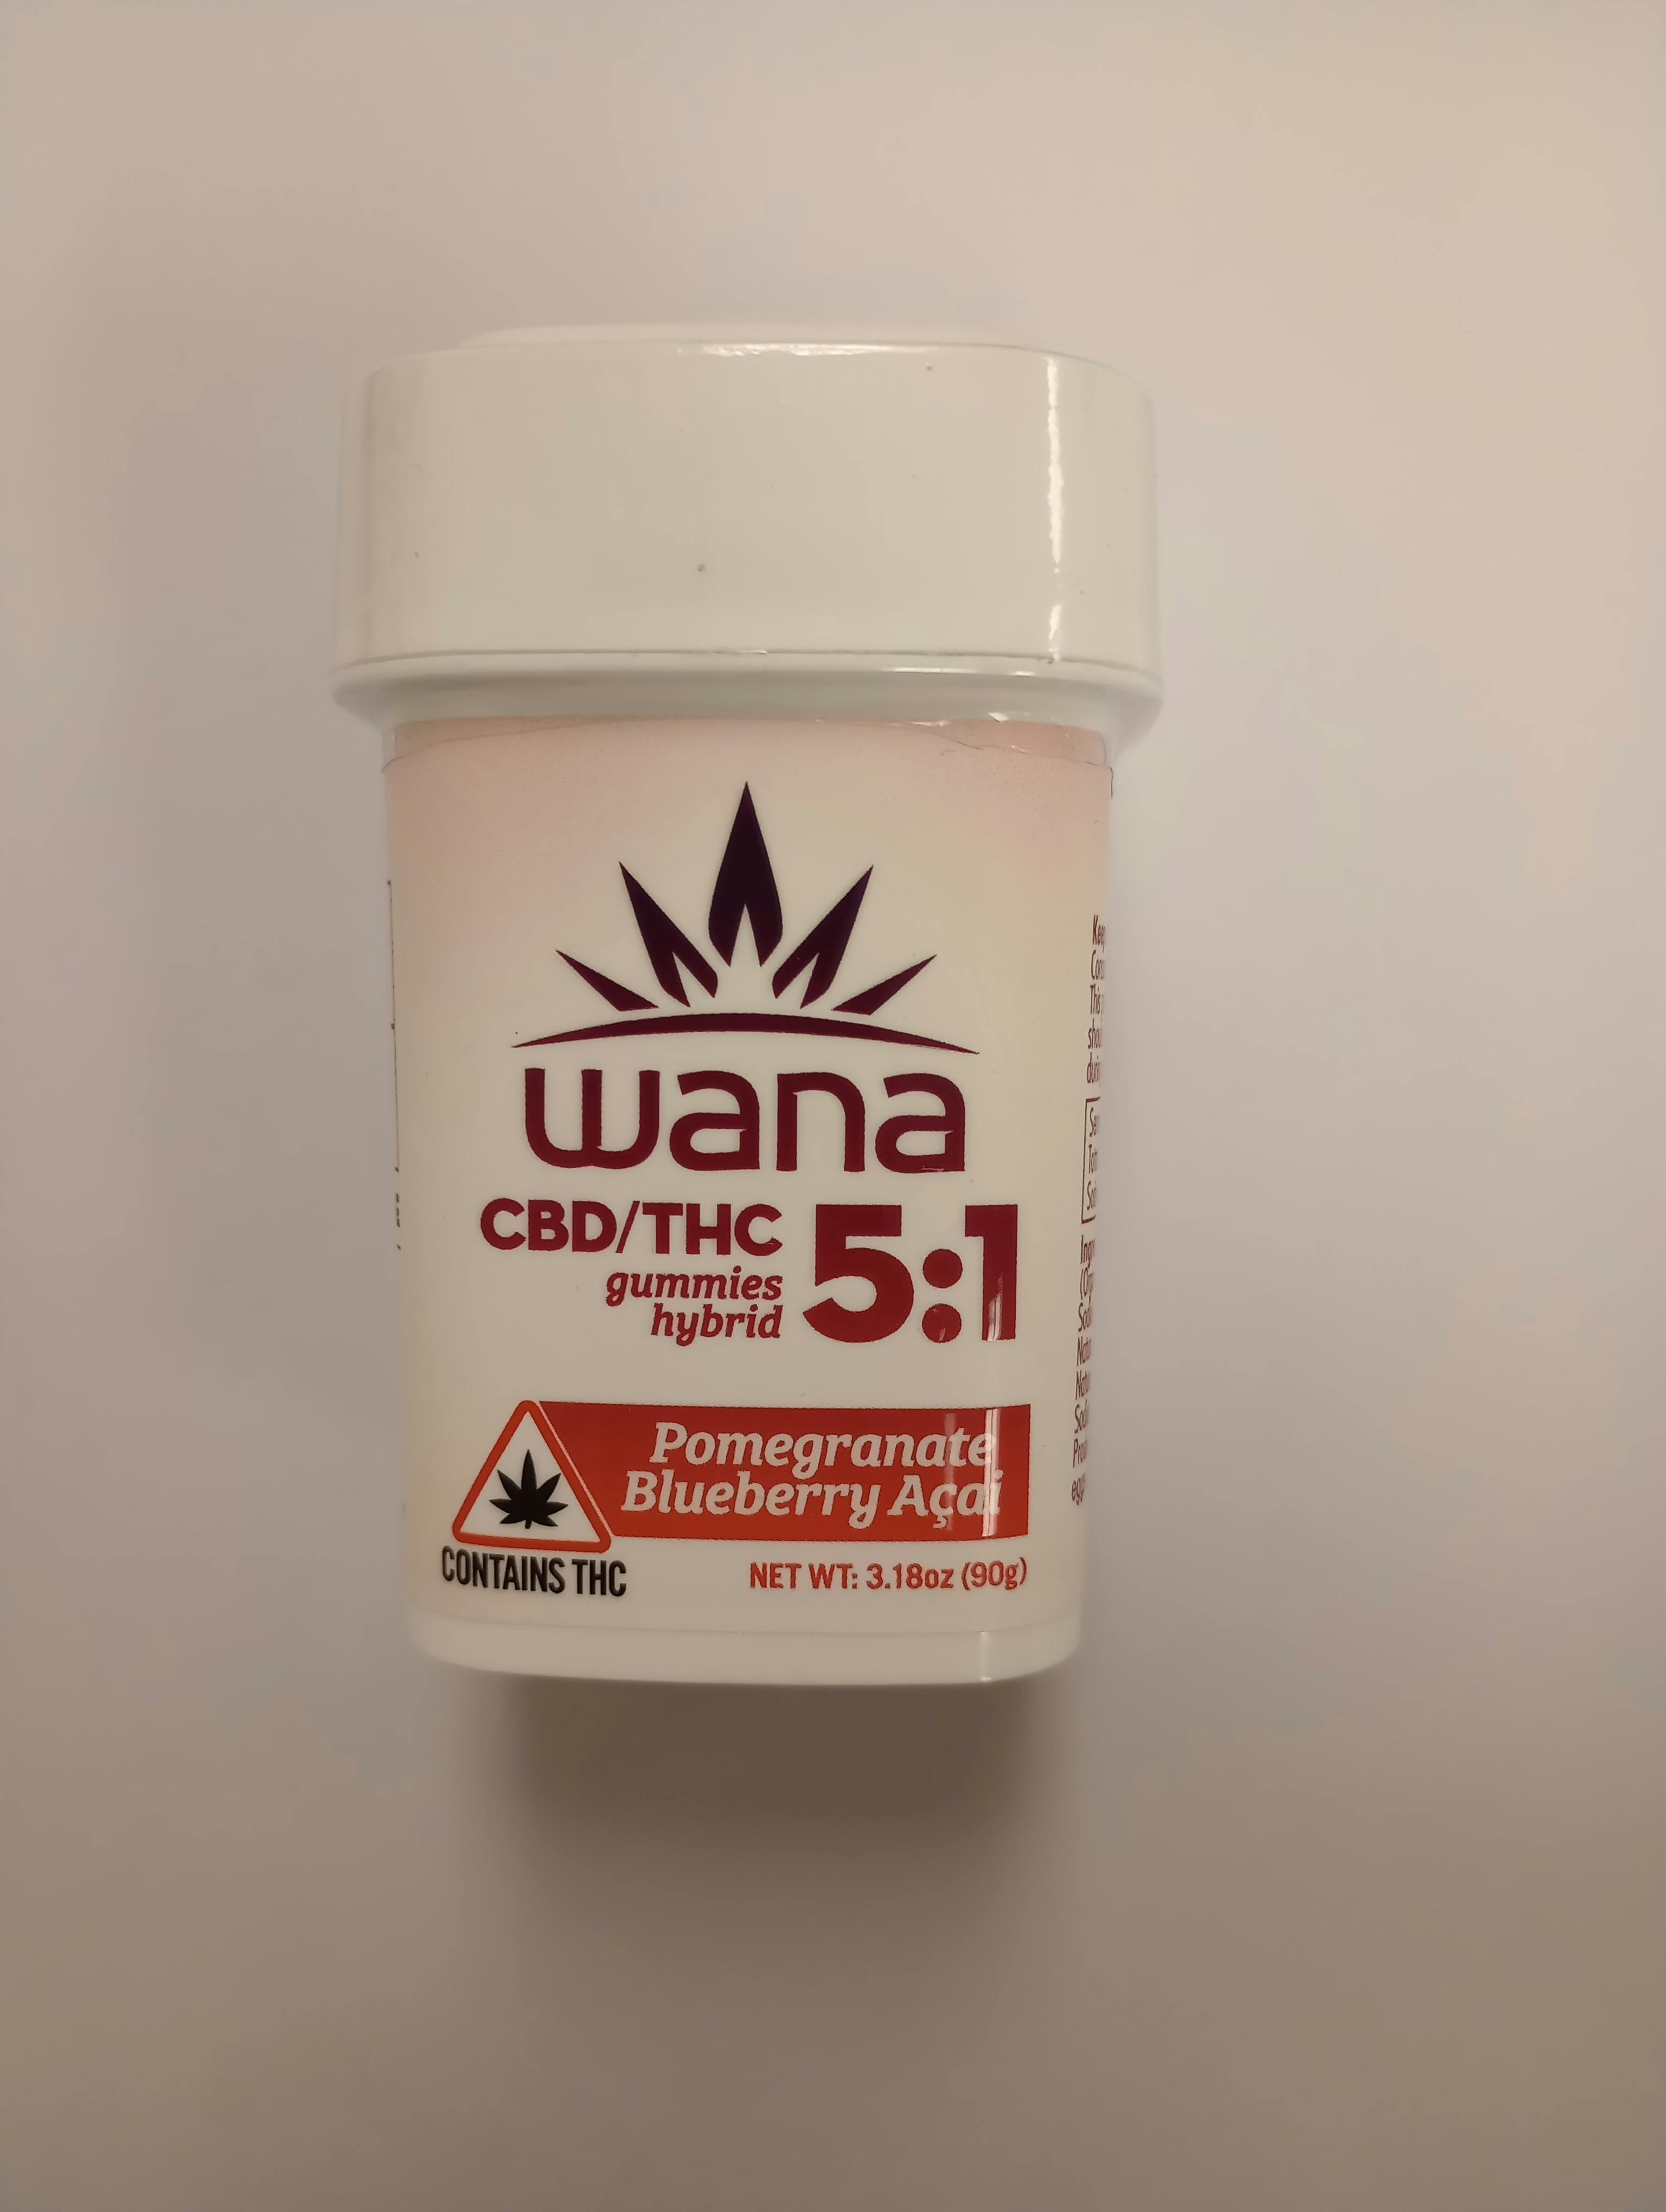 wana
CBD/THC 5:1
gummies
hybrid
Pomegranate
Blueberry Açai
CONTAINS THC
NET WT: 3.18oz (90g)